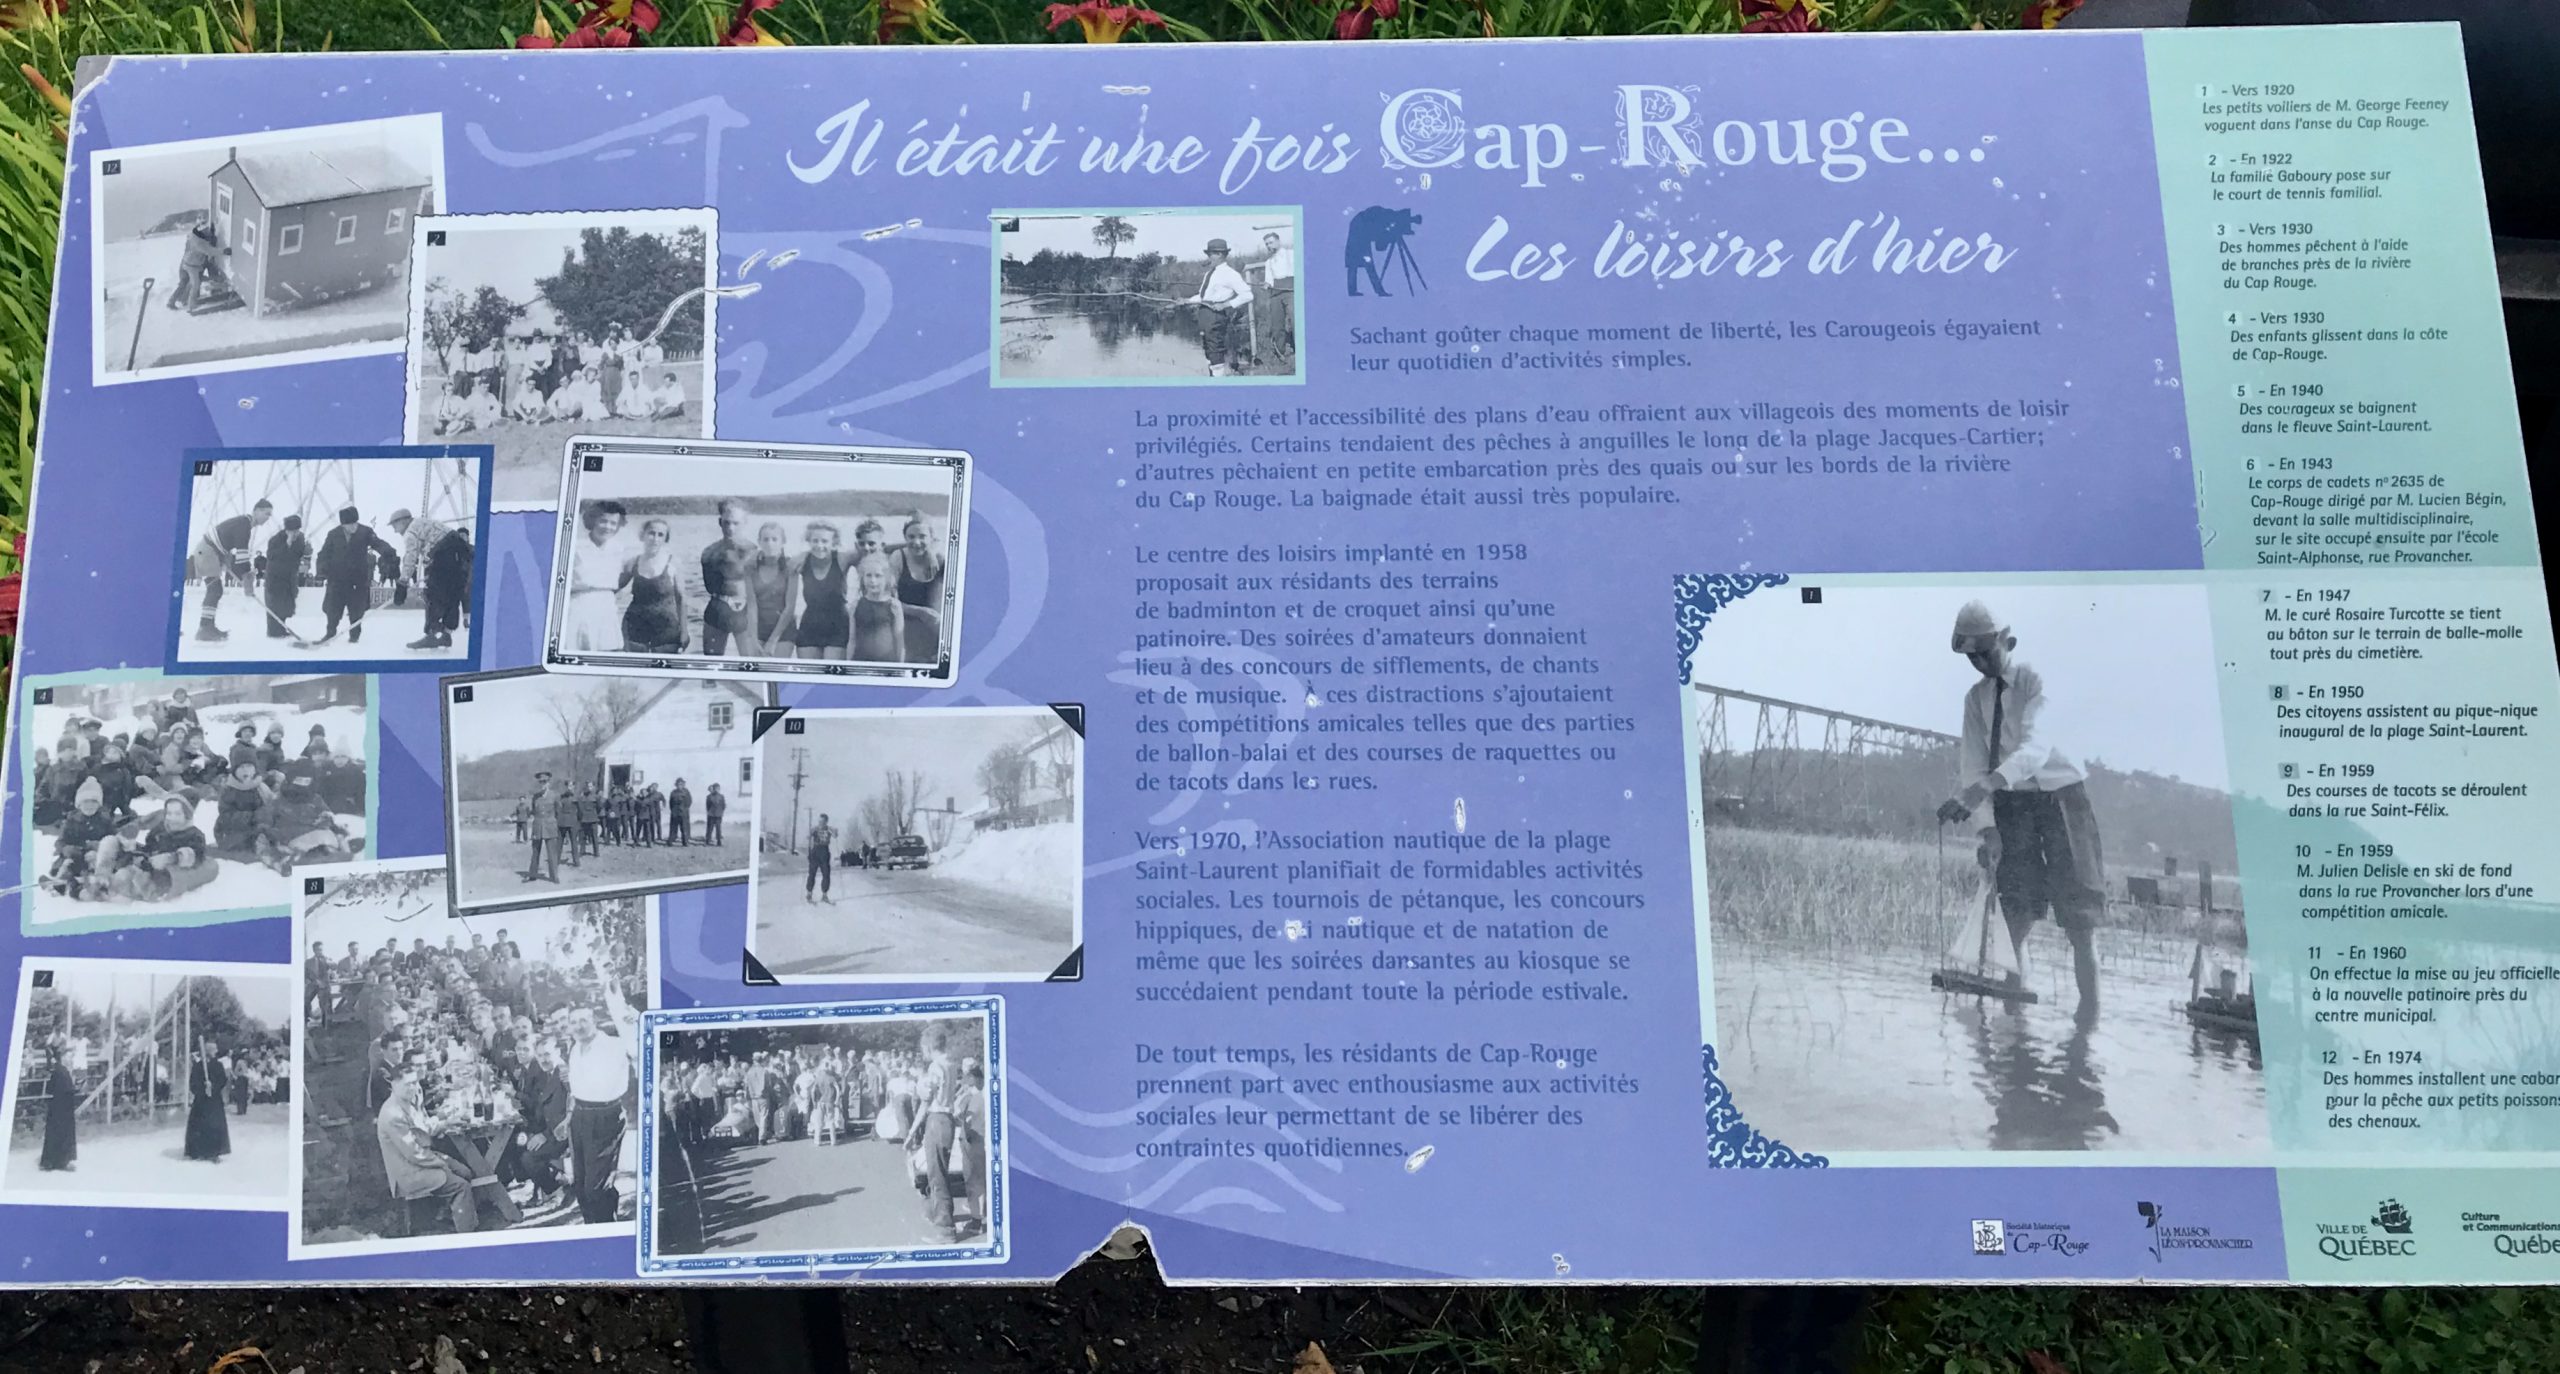 Il était une fois Cap-Rouge...
Les loisirs d'hier
Sachant goûter chaque moment de liberté, les Carougeois égayaient
leur quotidien d'activités simples.
La proximité et l'accessibilité des plans d'eau offraient aux villageois des moments de loisir
privilégiés. Certains tendaient des pêches à anguilles le long de la plage Jacques-Cartier;
d'autres pêchaient en petite embarcation près des quais ou sur les bords de la rivière
du Cap Rouge. La baignade était aussi très populaire.
Le centre des loisirs implanté en 1958
proposait aux résidants des terrains
de badminton et de croquet ainsi qu'une
patinoire. Des soirées d'amateurs donnaient
lieu à des concours de sifflements, de chants
et de musique. À ces distractions s'ajoutaient
des compétitions amicales telles que des parties
de ballon-balai et des courses de raquettes ou
de tacots dans les rues.
Vers 1970, l'Association nautique de la plage
Saint-Laurent planifiait de formidables activités
sociales. Les tournois de pétanque, les concours
hippiques, de nautique et de natation de
même que les soirées dansantes au kiosque se
succédaient pendant toute la période estivale.
De tout temps, les résidants de Cap-Rouge
prennent part avec enthousiasme aux activités
sociales leur permettant de se libérer des
contraintes quotidiennes.
1 - Vers 1920
Les petits voiliers de M. George Feeney
voguent dans l'anse du Cap Rouge.
2 - En 1922
La famille Gaboury pose sur
le court de tennis familial.
3 - Vers 1930
Des hommes pêchent à l'aide
de branches près de la rivière
du Cap Rouge.
4 - Vers 1930
Des enfants glissent dans la côte
de Cap-Rouge.
5 - En 1940
Des courageux se baignent
dans le fleuve Saint-Laurent.
6 - En 1943
Le corps de cadets nº 2635 de
Cap-Rouge dirigé par M. Lucien Bégin,
devant la salle multidisciplinaire,
sur le site occupé ensuite par l'école
Saint-Alphonse, rue Provancher.
7 - En 1947
M. le curé Rosaire Turcotte se tient
au bâton sur le terrain de balle-molle
tout près du cimetière.
8 - En 1950
Des citoyens assistent au pique-nique
inaugural de la plage Saint-Laurent.
9 - En 1959
Des courses de tacots se déroulent
dans la rue Saint-Félix.
10 - En 1959
M. Julien Delisle en ski de fond
dans la rue Provancher lors d'une
compétition amicale.
11 - En 1960
On effectue la mise au jeu officielle
à la nouvelle patinoire près du
centre municipal.
12 - En 1974
Des hommes installent une caban
pour la pêche aux petits poissons
des chenaux.
12
2
3
11
5
4
6
10
8
7
9
1
Société historique
de Cap-Rouge
LA MAISON
LÉON-PROVANCHER
VILLE DE
QUÉBEC
Culture
et Communications
Québe